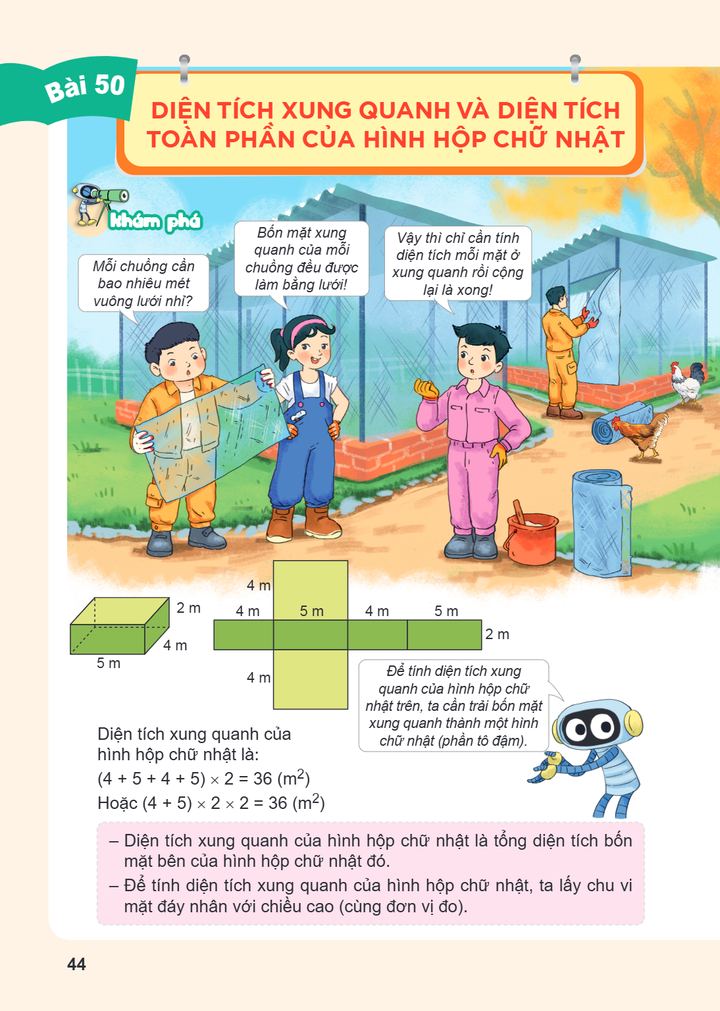 Bài 50
DIỆN TÍCH XUNG QUANH VÀ DIỆN TÍCH
TOÀN PHẦN CỦA HÌNH HỘP CHỮ NHẬT
Khám phá
Mỗi chuồng cần
bao nhiêu mét
vuông lưới nhỉ?
Bốn mặt xung
quanh của mỗi
chuồng đều được
làm bằng lưới!
Vậy thì chỉ cần tính
diện tích mỗi mặt ở
xung quanh rồi cộng
lại là xong!
2 m
4 m
5 m
4 m
4 m
5 m
4 m
5 m
2 m
4 m
Để tính diện tích xung
quanh của hình hộp chữ
nhật trên, ta cần trải bốn mặt
xung quanh thành một hình
chữ nhật (phần tô đậm).
Diện tích xung quanh của
hình hộp chữ nhật là:
(4 + 5 + 4 + 5) × 2 = 36 (m²)
Hoặc (4 + 5) × 2 × 2 = 36 (m²)
– Diện tích xung quanh của hình hộp chữ nhật là tổng diện tích bốn
mặt bên của hình hộp chữ nhật đó.
– Để tính diện tích xung quanh của hình hộp chữ nhật, ta lấy chu vi
mặt đáy nhân với chiều cao (cùng đơn vị đo).
44